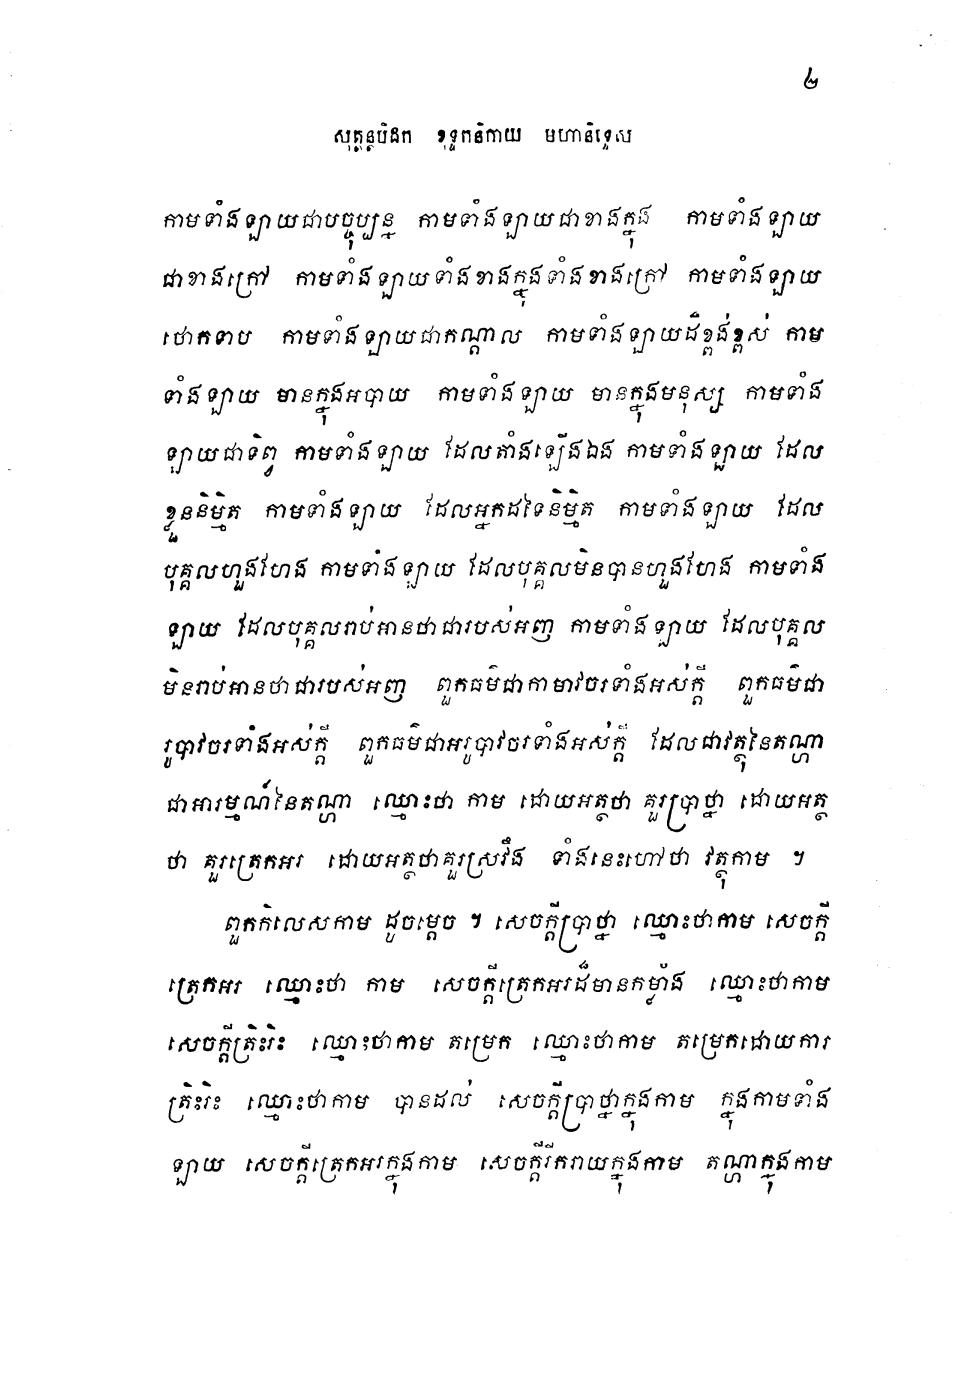 ២
សុត្តន្តបិដក ខុទ្ទកនិកាយ មហានិទ្ទេស
កាមទាំងឡាយជាបច្ចុប្បន្ន កាមទាំងឡាយជាខាងក្នុង កាមទាំងឡាយ
ជាខាងក្រៅ កាមទាំងឡាយទាំងខាងក្នុងទាំងខាងក្រៅ កាមទាំងឡាយ
ថោកទាប កាមទាំងឡាយជាកណ្តាល កាមទាំងឡាយដ៏ខ្ពង់ខ្ពស់ កាម
ទាំងឡាយ មានក្នុងអបាយ កាមទាំងឡាយ មានក្នុងមនុស្ស កាមទាំង
ឡាយជាទិព្វ កាមទាំងឡាយ ដែលតាំងឡើងឯង កាមទាំងឡាយ ដែល
ខ្លួននិម្មិត កាមទាំងឡាយ ដែលអ្នកដទៃនិម្មិត កាមទាំងឡាយ ដែល
បុគ្គលហួងហែង កាមទាំងឡាយ ដែលបុគ្គលមិនបានហួងហែង កាមទាំង
ឡាយ ដែលបុគ្គលរាប់អានថាជារបស់អញ កាមទាំងឡាយ ដែលបុគ្គល
មិនរាប់អានថាជារបស់អញ ពួកធម៌ជាកាមាវចរទាំងអស់ក្តី ពួកធម៌ជា
រូបាវចរទាំងអស់ក្តី ពួកធម៌ជាអរូបាវចរទាំងអស់ក្តី ដែលជាវត្ថុនៃតណ្ហា
ជាអារម្មណ៍នៃតណ្ហា ឈ្មោះថា កាម ដោយអត្ថថា គួរប្រាថ្នា ដោយអត្ថ
ថា គួរត្រេកអរ ដោយអត្ថថាគួរស្រវឹង ទាំងនេះហៅថា វត្ថុកាម ។
ពួកកិលេសកាម ដូចម្តេច ។ សេចក្តីប្រាថ្នា ឈ្មោះថាកាម សេចក្តី
ត្រេកអរ ឈ្មោះថា កាម សេចក្តីត្រេកអរដ៏មានកម្លាំង ឈ្មោះថាកាម
សេចក្តីត្រិះរិះ ឈ្មោះថាកាម តម្រេក ឈ្មោះថាកាម តម្រេកដោយការ
ត្រិះរិះ ឈ្មោះថាកាម បានដល់ សេចក្តីប្រាថ្នាក្នុងកាម ក្នុងកាមទាំង
ឡាយ សេចក្តីត្រេកអរក្នុងកាម សេចក្តីរីករាយក្នុងកាម តណ្ហាក្នុងកាម